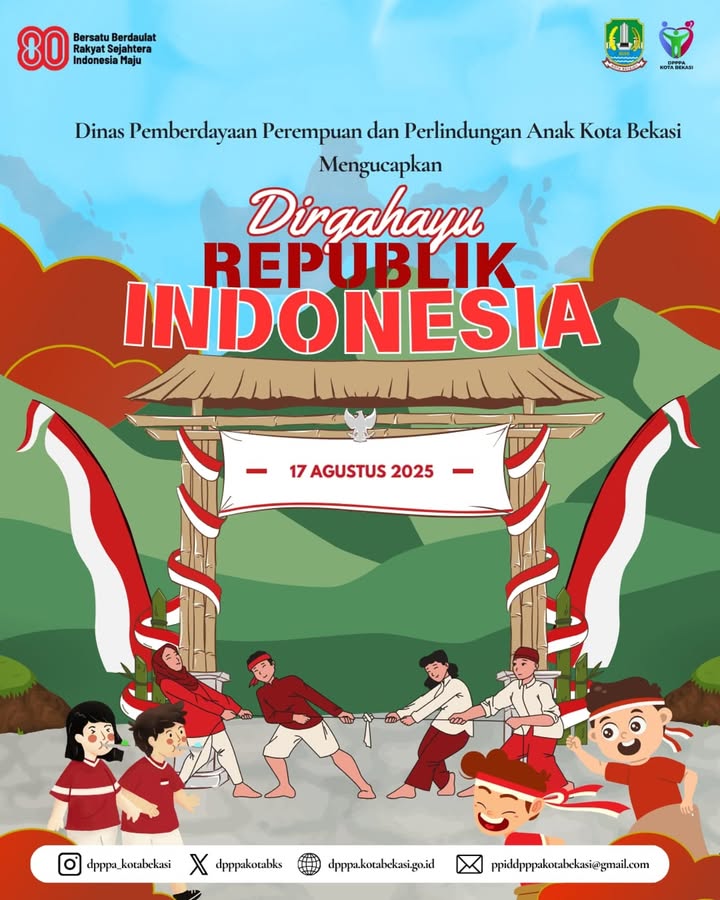 80
Bersatu Berdaulat
Rakyat Sejahtera
Indonesia Maju
DPPPA
KOTA BEKASI
Dinas Pemberdayaan Perempuan dan Perlindungan Anak Kota Bekasi
Mengucapkan
Dirgahayu
REPUBLIK
INDONESIA
17 AGUSTUS 2025
dpppa_kotabekasi
dpppakotabks
dpppa.kotabekasi.go.id
ppiddpppakotabekasi@gmail.com